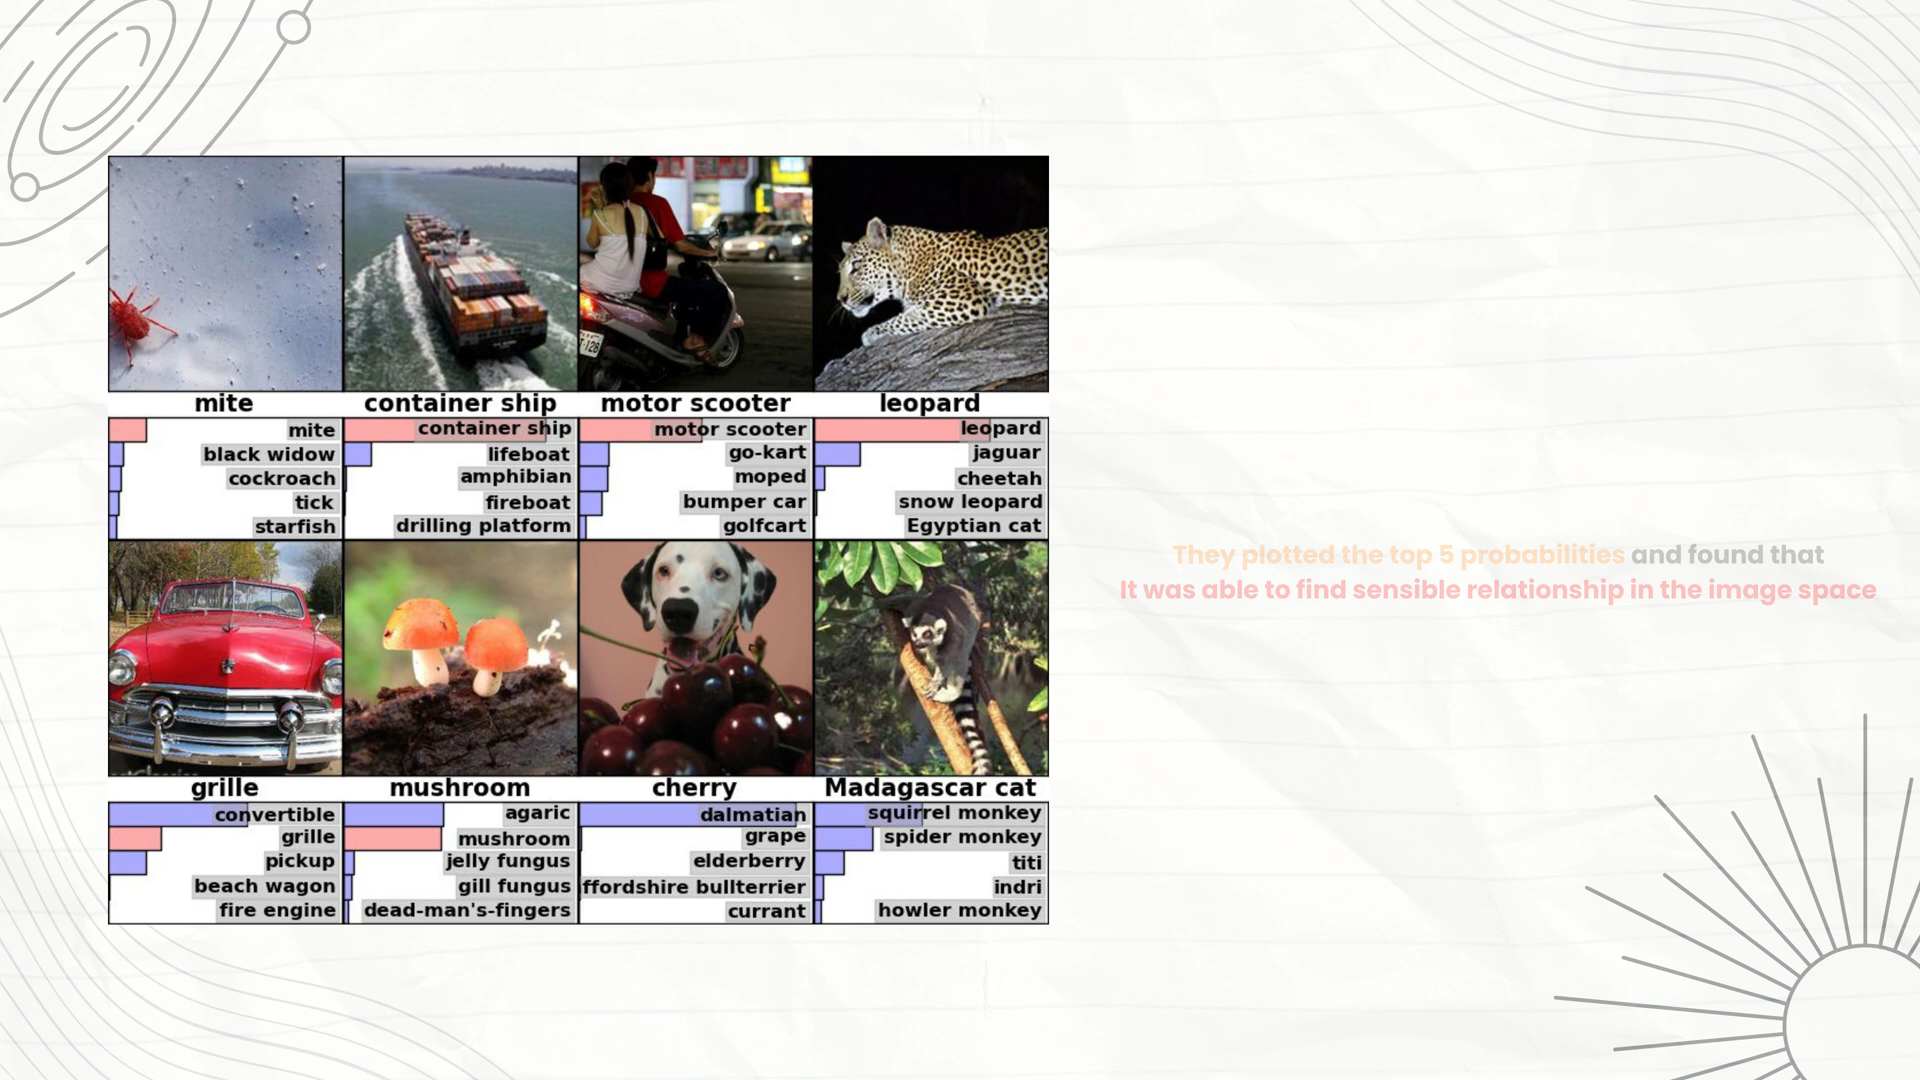 mite
container ship
motor scooter
leopard
mite
black widow
cockroach
tick
starfish
container ship
lifeboat
amphibian
fireboat
drilling platform
motor scooter
go-kart
moped
bumper car
golfcart
leopard
jaguar
cheetah
snow leopard
Egyptian cat
grille
mushroom
cherry
Madagascar cat
convertible
grille
pickup
beach wagon
fire engine
agaric
mushroom
jelly fungus
gill fungus
dead-man's-fingers
dalmatian
grape
elderberry
ffordshire bullterrier
currant
squirrel monkey
spider monkey
titi
indri
howler monkey
They plotted the top 5 probabilities and found that
It was able to find sensible relationship in the image space